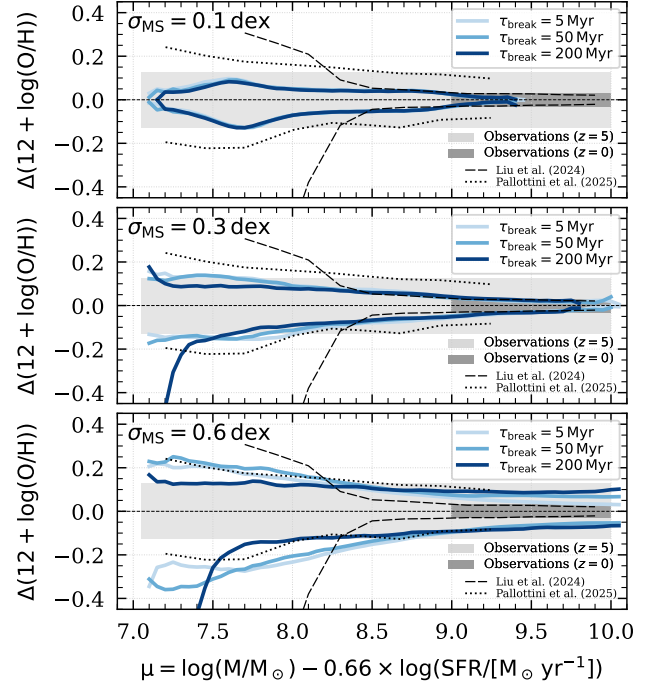 σMS = 0.1 dex
τbreak = 5 Myr
τbreak = 50 Myr
τbreak = 200 Myr
Observations (z = 5)
Observations (z = 0)
Liu et al. (2024)
Pallottini et al. (2025)
Δ(12 + log(O/H))
0.4
0.2
0.0
−0.2
−0.4
σMS = 0.3 dex
τbreak = 5 Myr
τbreak = 50 Myr
τbreak = 200 Myr
Observations (z = 5)
Observations (z = 0)
Liu et al. (2024)
Pallottini et al. (2025)
Δ(12 + log(O/H))
0.4
0.2
0.0
−0.2
−0.4
σMS = 0.6 dex
τbreak = 5 Myr
τbreak = 50 Myr
τbreak = 200 Myr
Observations (z = 5)
Observations (z = 0)
Liu et al. (2024)
Pallottini et al. (2025)
Δ(12 + log(O/H))
0.4
0.2
0.0
−0.2
−0.4
7.0 7.5 8.0 8.5 9.0 9.5 10.0
μ = log(M/M⊙) − 0.66 × log(SFR/[M⊙ yr⁻¹])